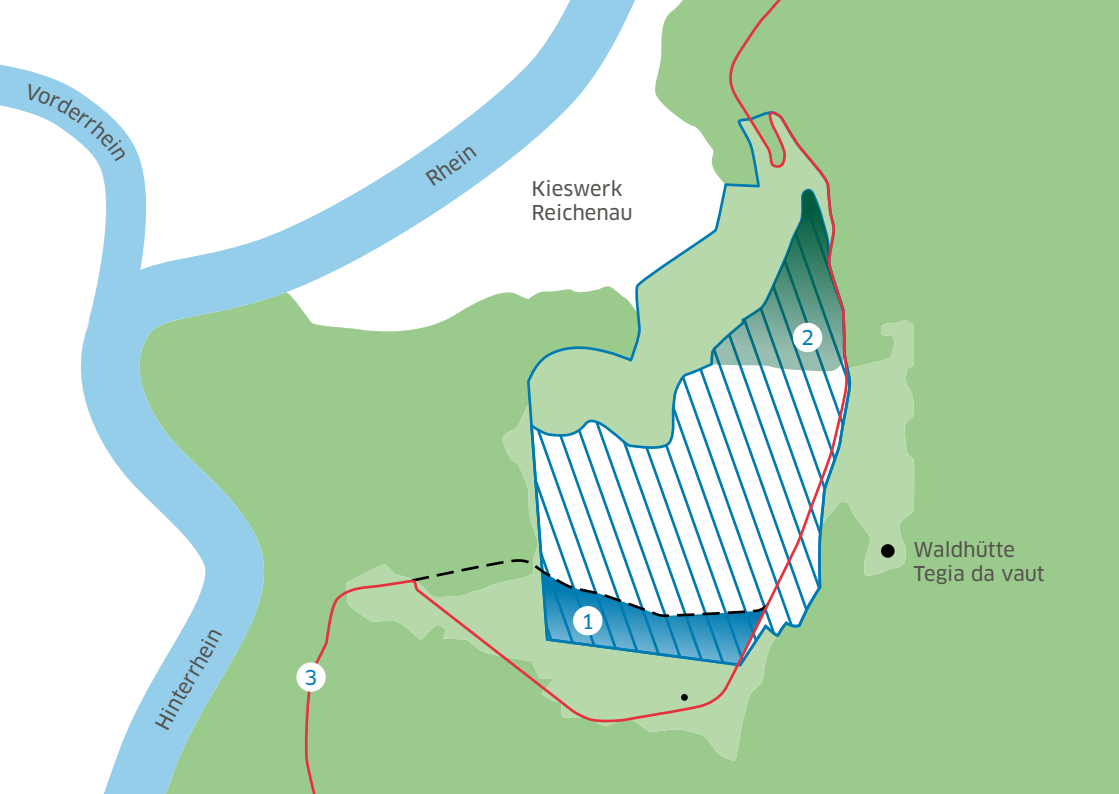 Vorderrhein
Rhein
Kieswerk
Reichenau
2
Waldhütte
Tegia da vaut
1
3
Hinterrhein